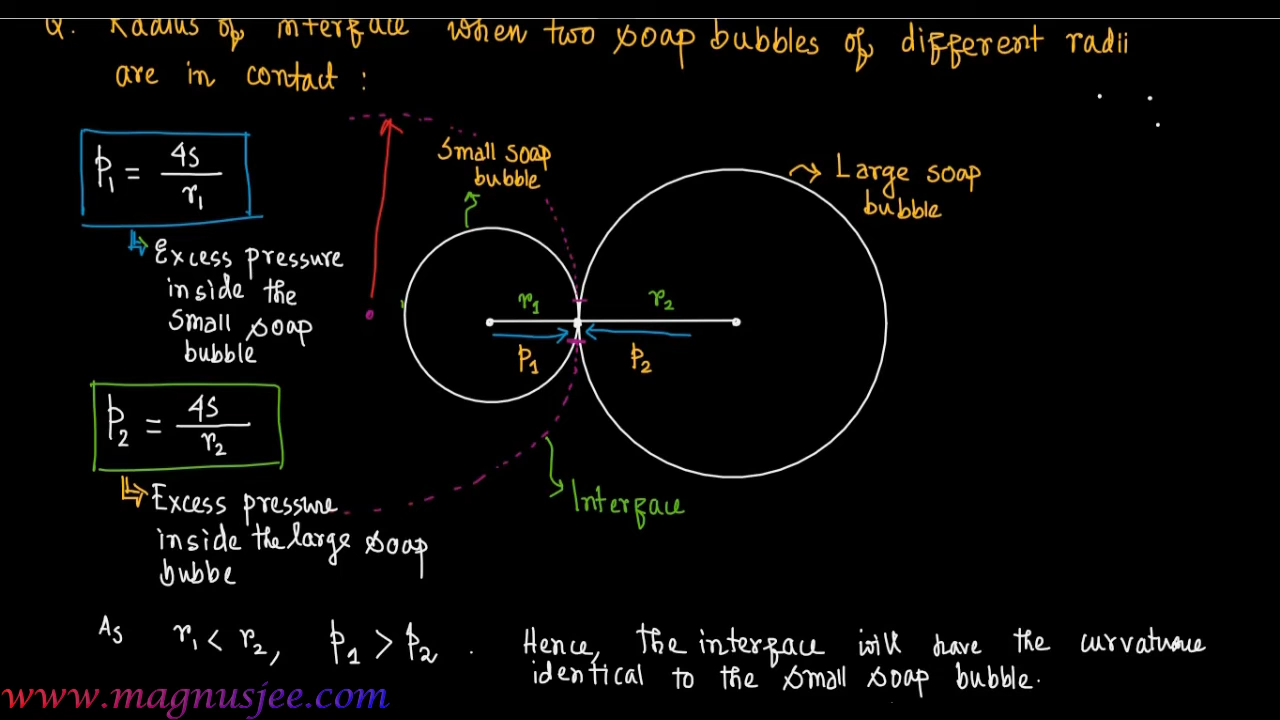 Q. Radius of interface when two soap bubbles of different radii
are in contact :
p₁ = 4s / r₁
Excess pressure
inside the
small soap
bubble
p₂ = 4s / r₂
Excess pressure
inside the large soap
bubbe
Small soap
bubble
Large soap
bubble
r₁
r₂
p₁
p₂
Interface
As r₁ < r₂, p₁ > p₂ . Hence, the interface will have the curvature
identical to the small soap bubble.
www.magnusjee.com